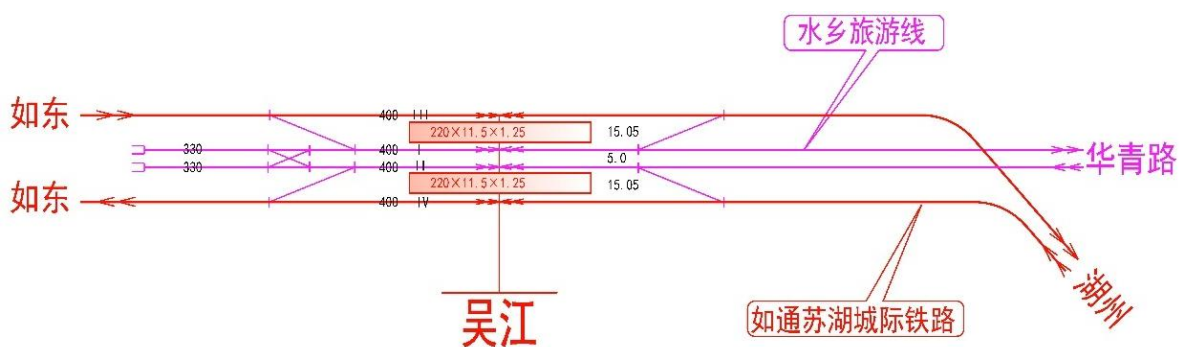 水乡旅游线
如东
400
III
220×11.5×1.25
15.05
330
400
I
5.0
华青路
330
400
II
220×11.5×1.25
15.05
如东
400
IV
吴江
如通苏湖城际铁路
湖州